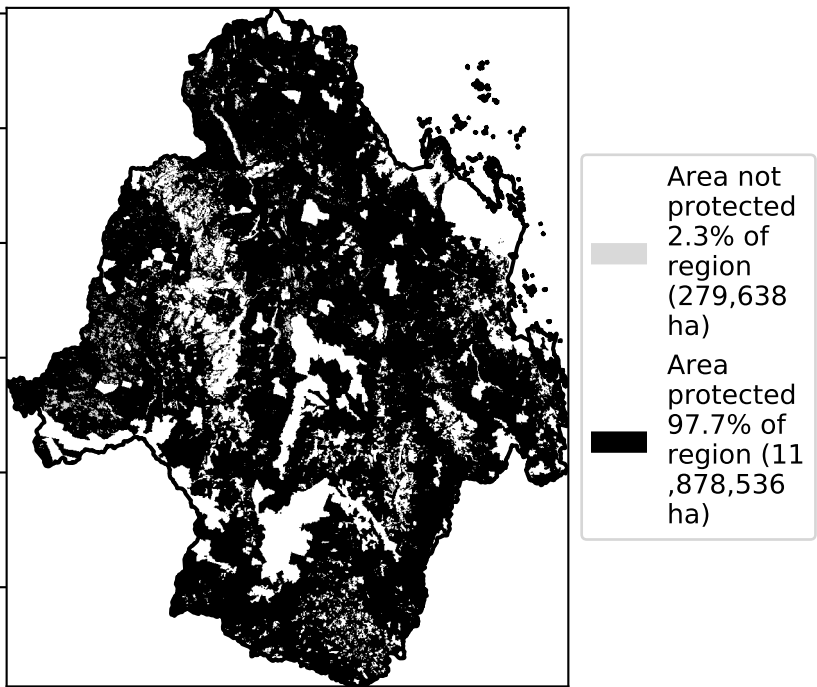 Area not
protected
2.3% of
region
(279,638
ha)
Area
protected
97.7% of
region (11
,878,536
ha)